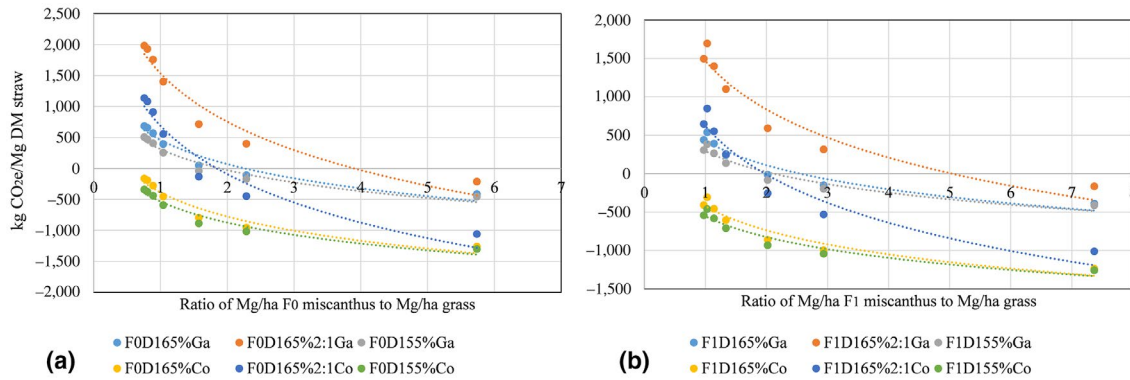 2,000
1,500
1,000
500
0
–500
–1,000
–1,500
–2,000
2,500
kg CO2e/Mg DM straw
0 1 2 3 4 5 6 7
Ratio of Mg/ha F0 miscanthus to Mg/ha grass
F0D165%Ga F0D165%2:1Ga F0D155%Ga
F0D165%Co F0D165%2:1Co F0D155%Co
(a)
2,000
1,500
1,000
500
0
–500
–1,000
–1,500
0 1 2 3 4 5 6 7 8
Ratio of Mg/ha F1 miscanthus to Mg/ha grass
F1D165%Ga F1D165%2:1Ga F1D155%Ga
F1D165%Co F1D165%2:1Co F1D155%Co
(b)